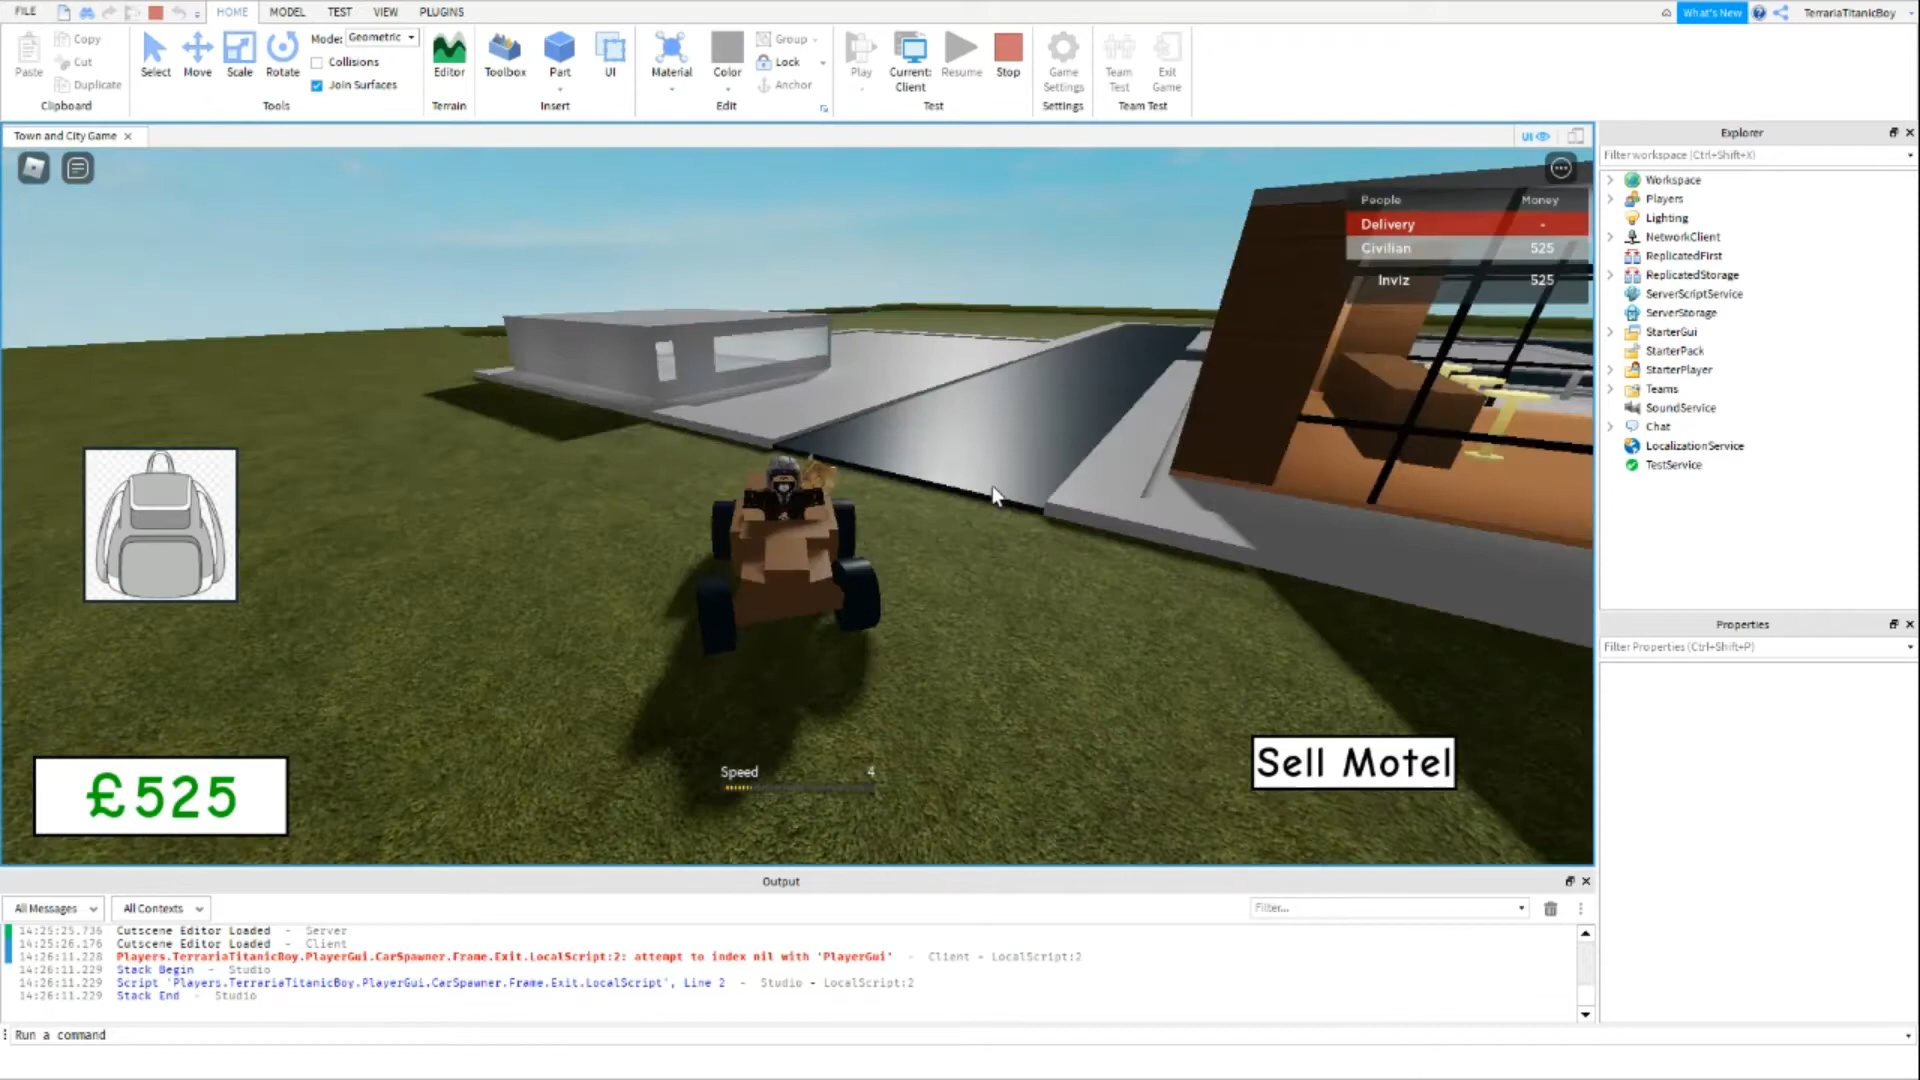 FILE HOME MODEL TEST VIEW PLUGINS What's New TerrariaTitanicBoy
Paste Copy Cut Duplicate Clipboard
Select Move Scale Rotate Mode: Geometric Collisions Join Surfaces Tools
Editor Terrain
Toolbox Part UI Insert
Material Color Group Lock Anchor Edit
Play Current: Client Resume Stop Test
Game Settings Settings
Team Test Exit Game Team Test
Town and City Game
UI
People Money
Delivery -
Civilian 525
Inviz 525
£525
Speed 4
Sell Motel
Explorer
Filter workspace (Ctrl+Shift+X)
Workspace
Players
Lighting
NetworkClient
ReplicatedFirst
ReplicatedStorage
ServerScriptService
ServerStorage
StarterGui
StarterPack
StarterPlayer
Teams
SoundService
Chat
LocalizationService
TestService
Properties
Filter Properties (Ctrl+Shift+P)
Output
All Messages All Contexts Filter...
14:25:25.736 Cutscene Editor Loaded - Server
14:25:26.176 Cutscene Editor Loaded - Client
14:26:11.228 Players.TerrariaTitanicBoy.PlayerGui.CarSpawner.Frame.Exit.LocalScript:2: attempt to index nil with 'PlayerGui' - Client - LocalScript:2
14:26:11.229 Stack Begin - Studio
14:26:11.229 Script 'Players.TerrariaTitanicBoy.PlayerGui.CarSpawner.Frame.Exit.LocalScript', Line 2 - Studio - LocalScript:2
14:26:11.229 Stack End - Studio
Run a command